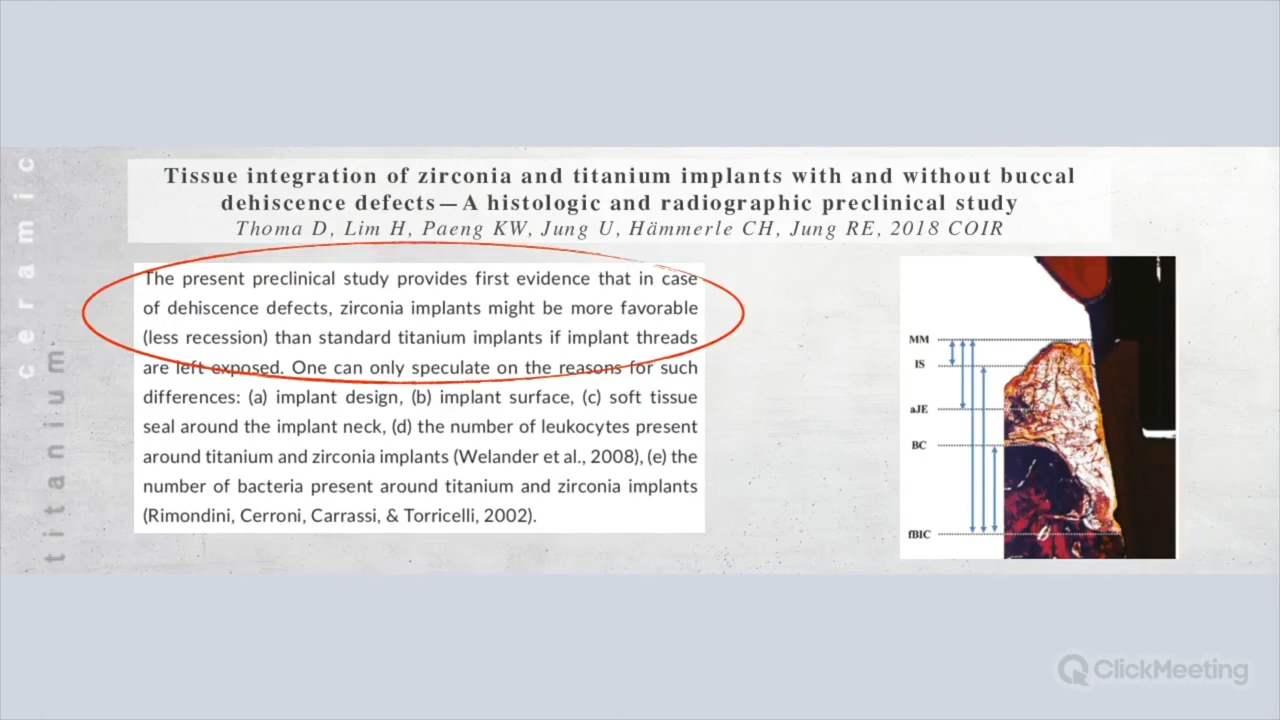 ceramic
titanium
Tissue integration of zirconia and titanium implants with and without buccal
dehiscence defects—A histologic and radiographic preclinical study
Thoma D, Lim H, Paeng KW, Jung U, Hämmerle CH, Jung RE, 2018 COIR
The present preclinical study provides first evidence that in case
of dehiscence defects, zirconia implants might be more favorable
(less recession) than standard titanium implants if implant threads
are left exposed. One can only speculate on the reasons for such
differences: (a) implant design, (b) implant surface, (c) soft tissue
seal around the implant neck, (d) the number of leukocytes present
around titanium and zirconia implants (Welander et al., 2008), (e) the
number of bacteria present around titanium and zirconia implants
(Rimondini, Cerroni, Carrassi, & Torricelli, 2002).
MM
IS
aJE
BC
fBIC
ClickMeeting